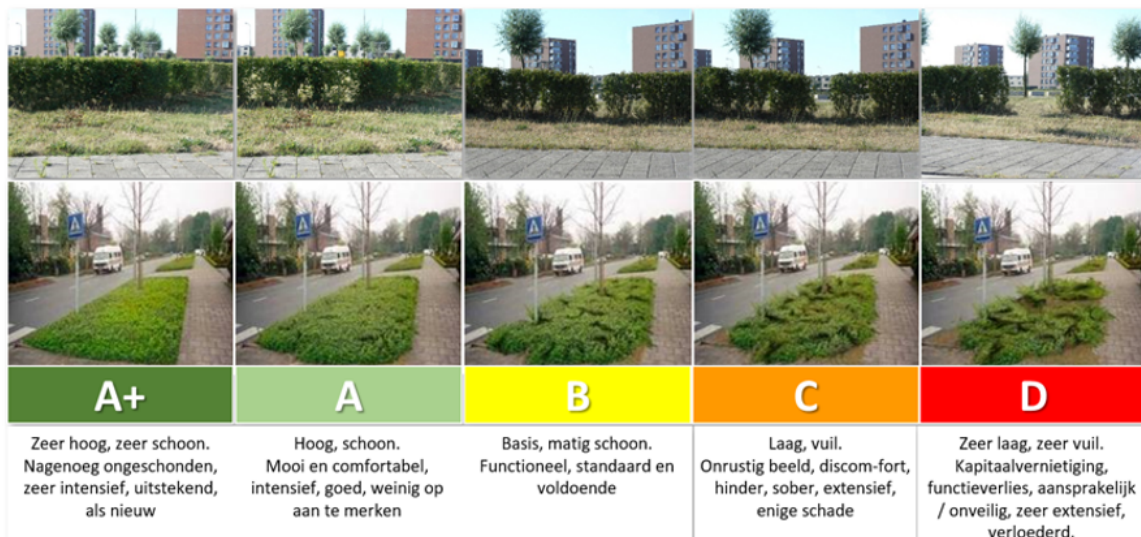 A+
A
B
C
D
Zeer hoog, zeer schoon.
Nagenoeg ongeschonden,
zeer intensief, uitstekend,
als nieuw
Hoog, schoon.
Mooi en comfortabel,
intensief, goed, weinig op
aan te merken
Basis, matig schoon.
Functioneel, standaard en
voldoende
Laag, vuil.
Onrustig beeld, discom-fort,
hinder, sober, extensief,
enige schade
Zeer laag, zeer vuil.
Kapitaalvernietiging,
functieverlies, aansprakelijk
/ onveilig, zeer extensief,
verloederd.